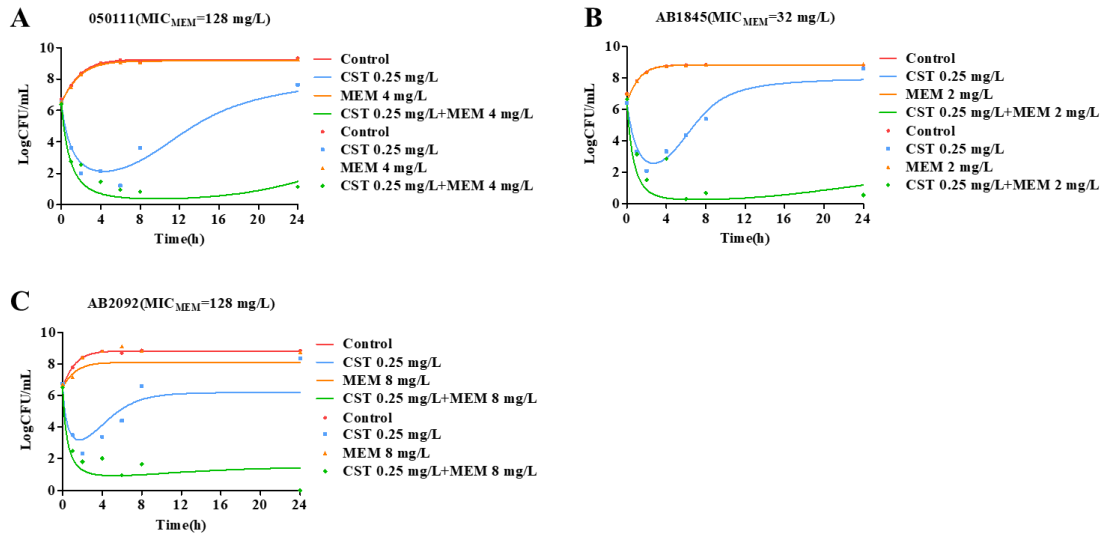 A
050111(MIC_MEM=128 mg/L)
10
8
6
4
2
0
LogCFU/mL
0 4 8 12 16 20 24
Time(h)
Control
CST 0.25 mg/L
MEM 4 mg/L
CST 0.25 mg/L+MEM 4 mg/L
Control
CST 0.25 mg/L
MEM 4 mg/L
CST 0.25 mg/L+MEM 4 mg/L
B
AB1845(MIC_MEM=32 mg/L)
10
8
6
4
2
0
LogCFU/mL
0 4 8 12 16 20 24
Time(h)
Control
CST 0.25 mg/L
MEM 2 mg/L
CST 0.25 mg/L+MEM 2 mg/L
Control
CST 0.25 mg/L
MEM 2 mg/L
CST 0.25 mg/L+MEM 2 mg/L
C
AB2092(MIC_MEM=128 mg/L)
10
8
6
4
2
0
LogCFU/mL
0 4 8 12 16 20 24
Time(h)
Control
CST 0.25 mg/L
MEM 8 mg/L
CST 0.25 mg/L+MEM 8 mg/L
Control
CST 0.25 mg/L
MEM 8 mg/L
CST 0.25 mg/L+MEM 8 mg/L